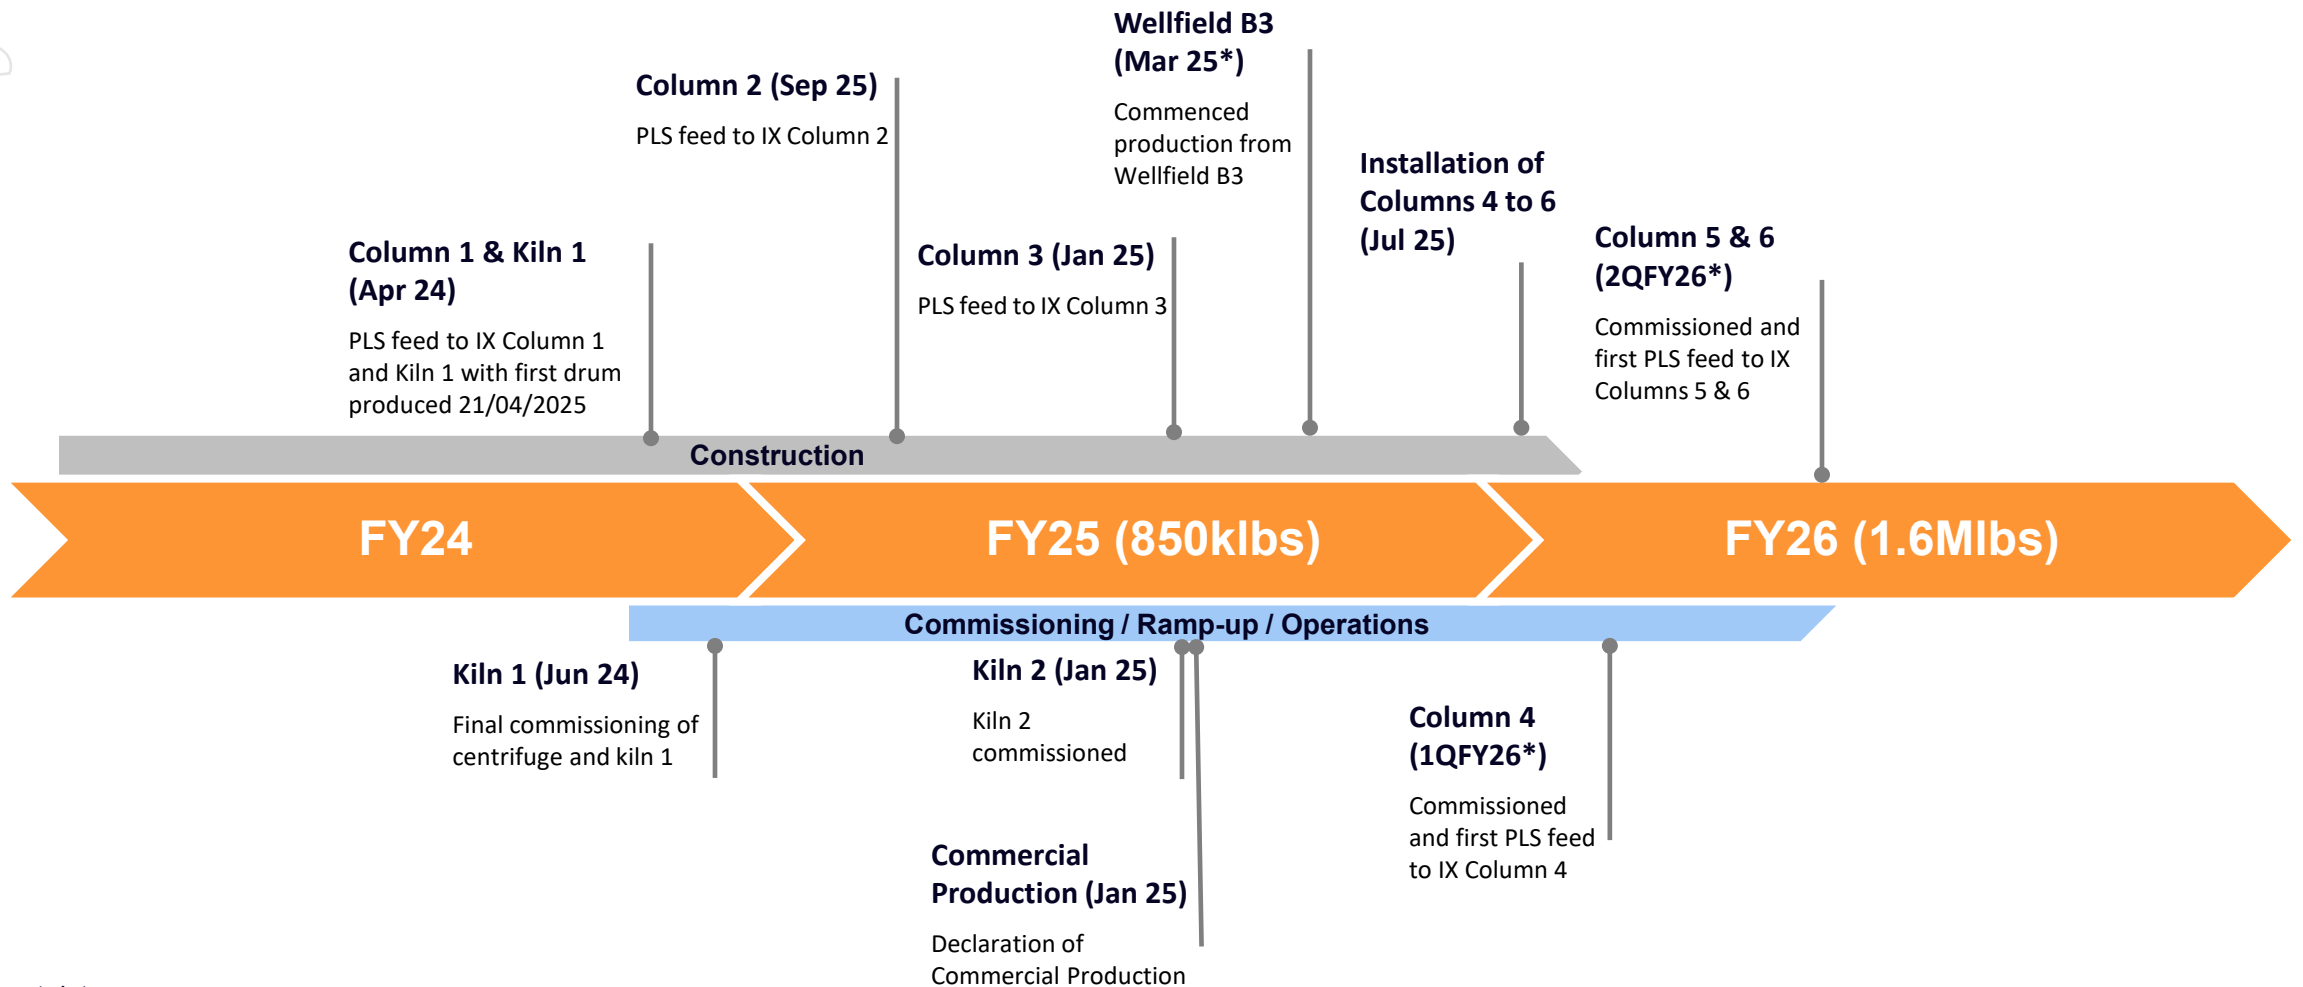 Wellfield B3
(Mar 25*)
Commenced
production from
Wellfield B3
Column 2 (Sep 25)
PLS feed to IX Column 2
Installation of
Columns 4 to 6
(Jul 25)
Column 5 & 6
(2QFY26*)
Commissioned and
first PLS feed to IX
Columns 5 & 6
Column 1 & Kiln 1
(Apr 24)
PLS feed to IX Column 1
and Kiln 1 with first drum
produced 21/04/2025
Column 3 (Jan 25)
PLS feed to IX Column 3
Construction
FY24
FY25 (850klbs)
FY26 (1.6Mlbs)
Commissioning / Ramp-up / Operations
Kiln 1 (Jun 24)
Final commissioning of
centrifuge and kiln 1
Kiln 2 (Jan 25)
Kiln 2
commissioned
Commercial
Production (Jan 25)
Declaration of
Commercial Production
Column 4
(1QFY26*)
Commissioned
and first PLS feed
to IX Column 4